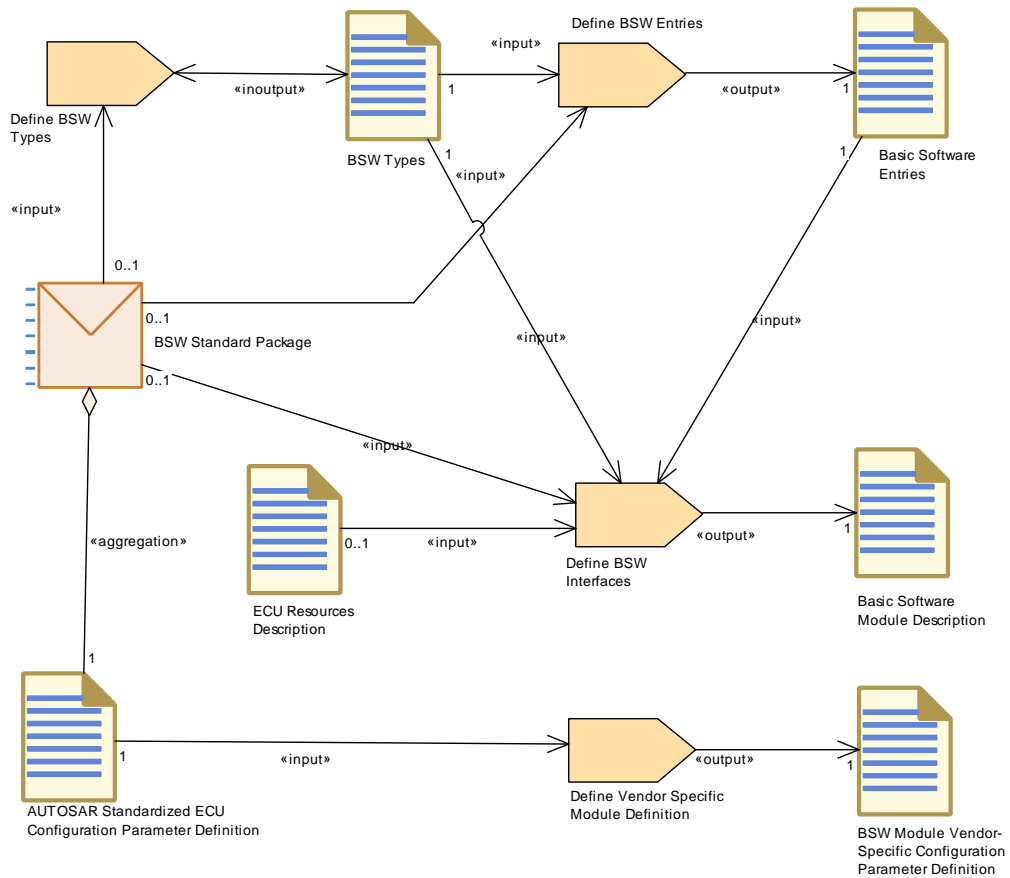 Define BSW Entries
«input»
«inoutput»
1
«output»
1
Define BSW
Types
BSW Types
1
«input»
1
Basic Software
Entries
«input»
0..1
0..1
BSW Standard Package
«input»
«input»
0..1
«input»
«aggregation»
0..1
«input»
Define BSW
Interfaces
«output»
1
ECU Resources
Description
Basic Software
Module Description
1
1
«input»
«output»
1
Define Vendor Specific
Module Definition
AUTOSAR Standardized ECU
Configuration Parameter Definition
BSW Module Vendor-
Specific Configuration
Parameter Definition